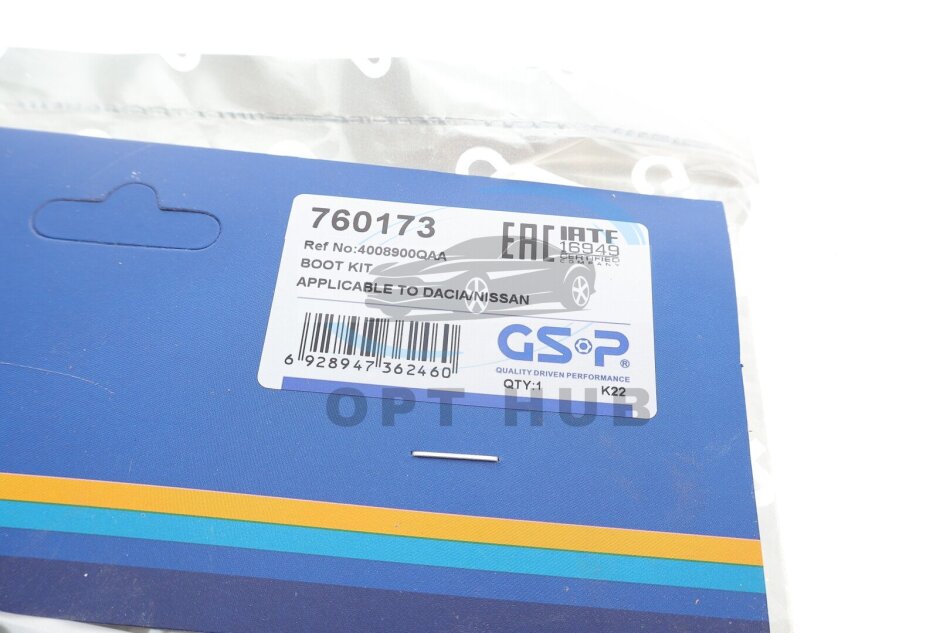 760173
Ref No:4008900QAA
BOOT KIT
APPLICABLE TO DACIA/NISSAN
EAC
IATF
16949
CERTIFIED
COMPANY
6 928947 362460
GSP®
QUALITY DRIVEN PERFORMANCE
QTY:1
K22
OPT HUB